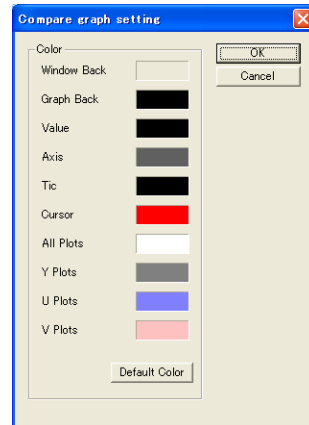 Compare graph setting
Color
Window Back
Graph Back
Value
Axis
Tic
Cursor
All Plots
Y Plots
U Plots
V Plots
Default Color
OK
Cancel